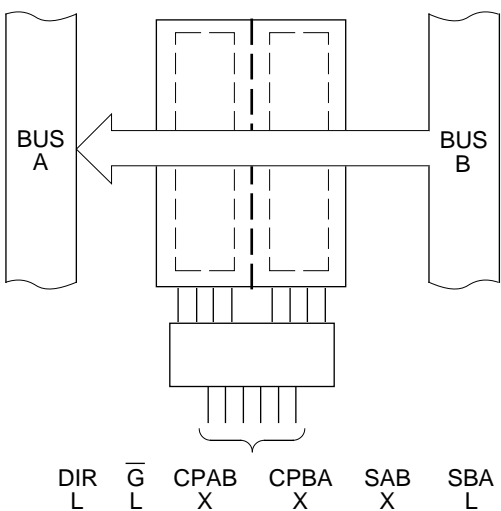 BUS
A
BUS
B
DIR G̅ CPAB CPBA SAB SBA
L L X X X L